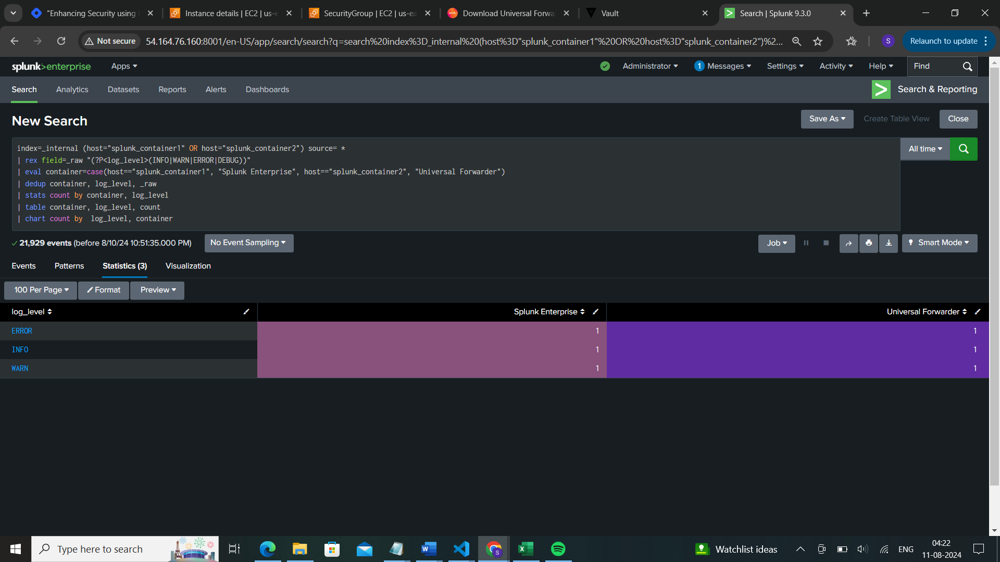 "Enhancing Security using
Instance details | EC2 | us-e
SecurityGroup | EC2 | us-ea
Download Universal Forwa
Vault
Search | Splunk 9.3.0
Not secure
54.164.76.160:8001/en-US/app/search/search?q=search%20index%3D_internal%20(host%3D"splunk_container1"%20OR%20host%3D"splunk_container2")%2...
S
Relaunch to update
splunk>enterprise
Apps
Administrator
1 Messages
Settings
Activity
Help
Find
Search
Analytics
Datasets
Reports
Alerts
Dashboards
> Search & Reporting
New Search
Save As
Create Table View
Close
index=_internal (host="splunk_container1" OR host="splunk_container2") source= *
| rex field=_raw "(?P<log_level>(INFO|WARN|ERROR|DEBUG))"
| eval container=case(host=="splunk_container1", "Splunk Enterprise", host=="splunk_container2", "Universal Forwarder")
| dedup container, log_level, _raw
| stats count by container, log_level
| table container, log_level, count
| chart count by  log_level, container
All time
21,929 events (before 8/10/24 10:51:35.000 PM)
No Event Sampling
Job
Smart Mode
Events
Patterns
Statistics (3)
Visualization
100 Per Page
Format
Preview
log_level
Splunk Enterprise
Universal Forwarder
ERROR 1 1
INFO 1 1
WARN 1 1
Type here to search
Watchlist ideas
ENG
04:22
11-08-2024